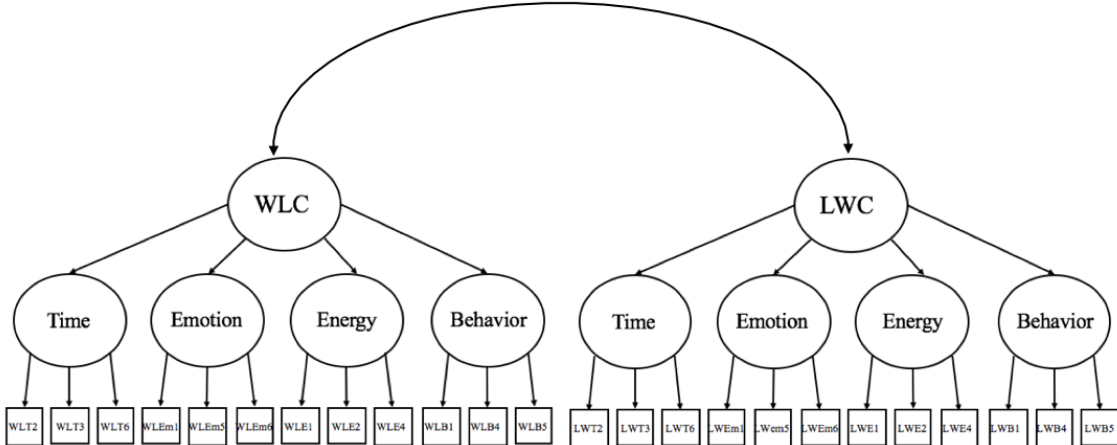 WLC LWC
Time Emotion Energy Behavior Time Emotion Energy Behavior
WLT2 WLT3 WLT6 WLEm1 WLEm5 WLEm6 WLE1 WLE2 WLE4 WLB1 WLB4 WLB5 LWT2 LWT3 LWT6 LWEm1 LWem5 LWEm6 LWE1 LWE2 LWE4 LWB1 LWB4 LWB5